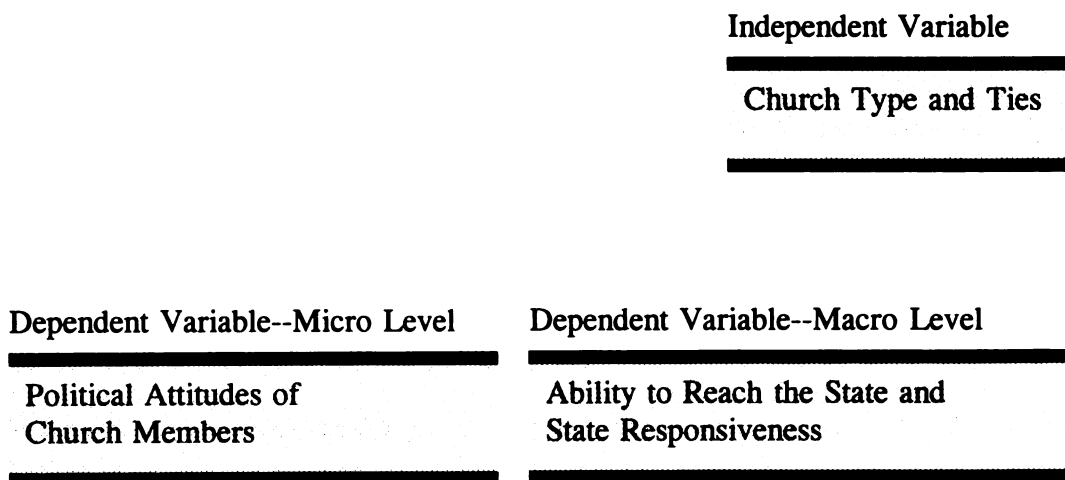 Independent Variable
Church Type and Ties
Dependent Variable--Micro Level
Political Attitudes of
Church Members
Dependent Variable--Macro Level
Ability to Reach the State and
State Responsiveness